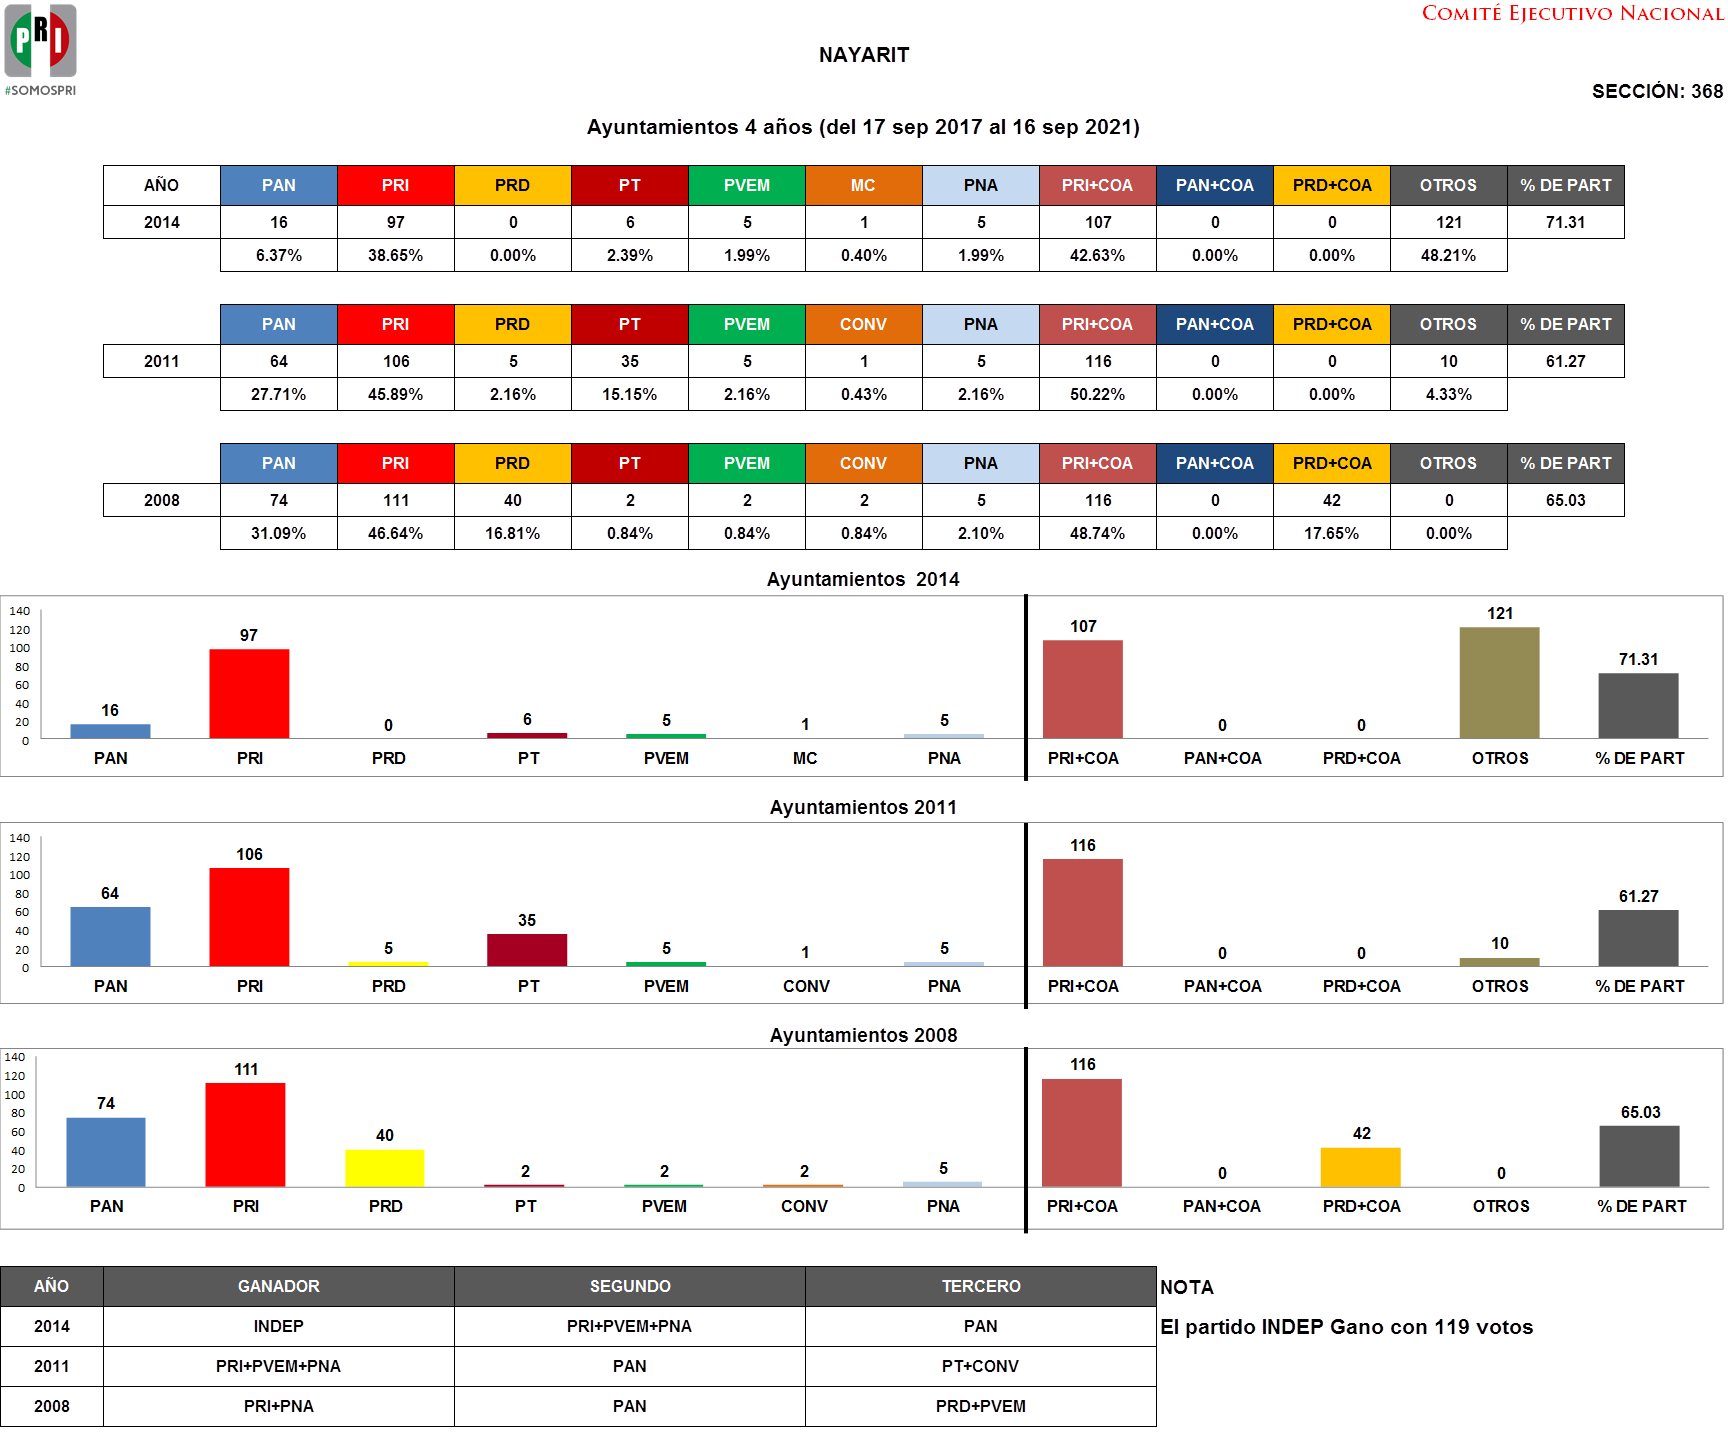 PRI
#SOMOSPRI
COMITÉ EJECUTIVO NACIONAL
NAYARIT
SECCIÓN: 368
Ayuntamientos 4 años (del 17 sep 2017 al 16 sep 2021)
AÑO PAN PRI PRD PT PVEM MC PNA PRI+COA PAN+COA PRD+COA OTROS % DE PART
2014 16 97 0 6 5 1 5 107 0 0 121 71.31
6.37% 38.65% 0.00% 2.39% 1.99% 0.40% 1.99% 42.63% 0.00% 0.00% 48.21%
PAN PRI PRD PT PVEM CONV PNA PRI+COA PAN+COA PRD+COA OTROS % DE PART
2011 64 106 5 35 5 1 5 116 0 0 10 61.27
27.71% 45.89% 2.16% 15.15% 2.16% 0.43% 2.16% 50.22% 0.00% 0.00% 4.33%
PAN PRI PRD PT PVEM CONV PNA PRI+COA PAN+COA PRD+COA OTROS % DE PART
2008 74 111 40 2 2 2 5 116 0 42 0 65.03
31.09% 46.64% 16.81% 0.84% 0.84% 0.84% 2.10% 48.74% 0.00% 17.65% 0.00%
Ayuntamientos 2014
140
120
100
80
60
40
20
0
16 97 0 6 5 1 5 107 0 0 121 71.31
PAN PRI PRD PT PVEM MC PNA PRI+COA PAN+COA PRD+COA OTROS % DE PART
Ayuntamientos 2011
140
120
100
80
60
40
20
0
64 106 5 35 5 1 5 116 0 0 10 61.27
PAN PRI PRD PT PVEM CONV PNA PRI+COA PAN+COA PRD+COA OTROS % DE PART
Ayuntamientos 2008
140
120
100
80
60
40
20
0
74 111 40 2 2 2 5 116 0 42 0 65.03
PAN PRI PRD PT PVEM CONV PNA PRI+COA PAN+COA PRD+COA OTROS % DE PART
AÑO GANADOR SEGUNDO TERCERO NOTA
2014 INDEP PRI+PVEM+PNA PAN El partido INDEP Gano con 119 votos
2011 PRI+PVEM+PNA PAN PT+CONV
2008 PRI+PNA PAN PRD+PVEM